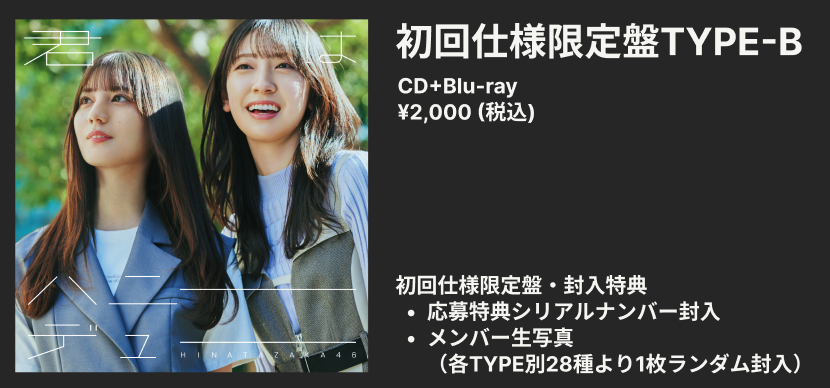 君は
ハニーデュー
HINATAZAKA46
初回仕様限定盤TYPE-B
CD+Blu-ray
¥2,000 (税込)
初回仕様限定盤・封入特典
• 応募特典シリアルナンバー封入
• メンバー生写真
（各TYPE別28種より1枚ランダム封入）